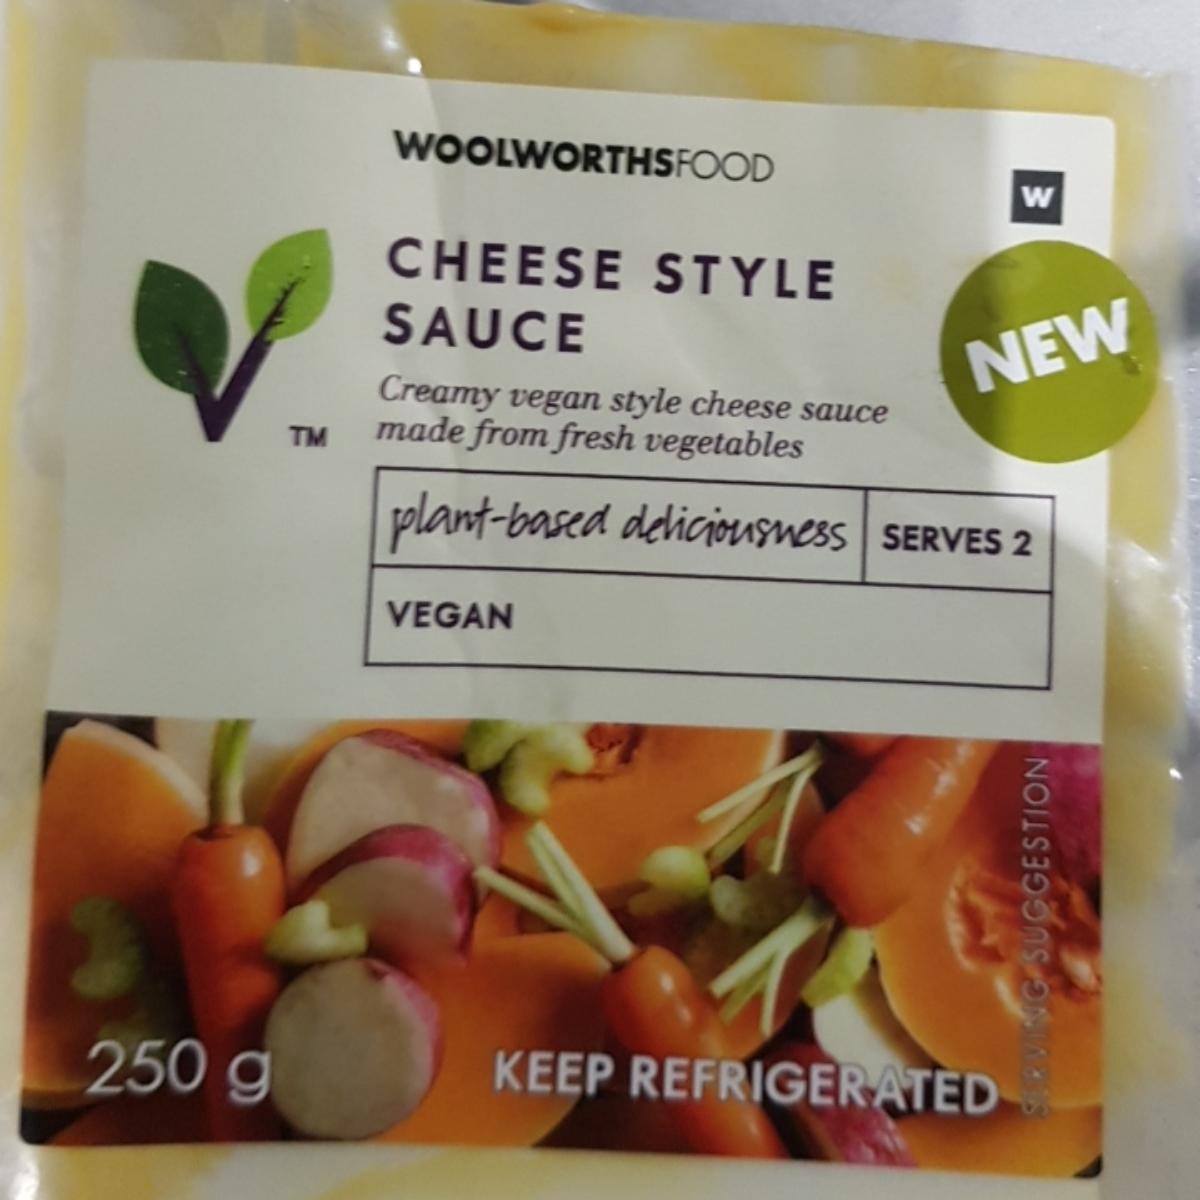 WOOLWORTHSFOOD
W
CHEESE STYLE
SAUCE
NEW
Creamy vegan style cheese sauce
made from fresh vegetables
TM
plant-based deliciousness
SERVES 2
VEGAN
SERVING SUGGESTION
250 g
KEEP REFRIGERATED